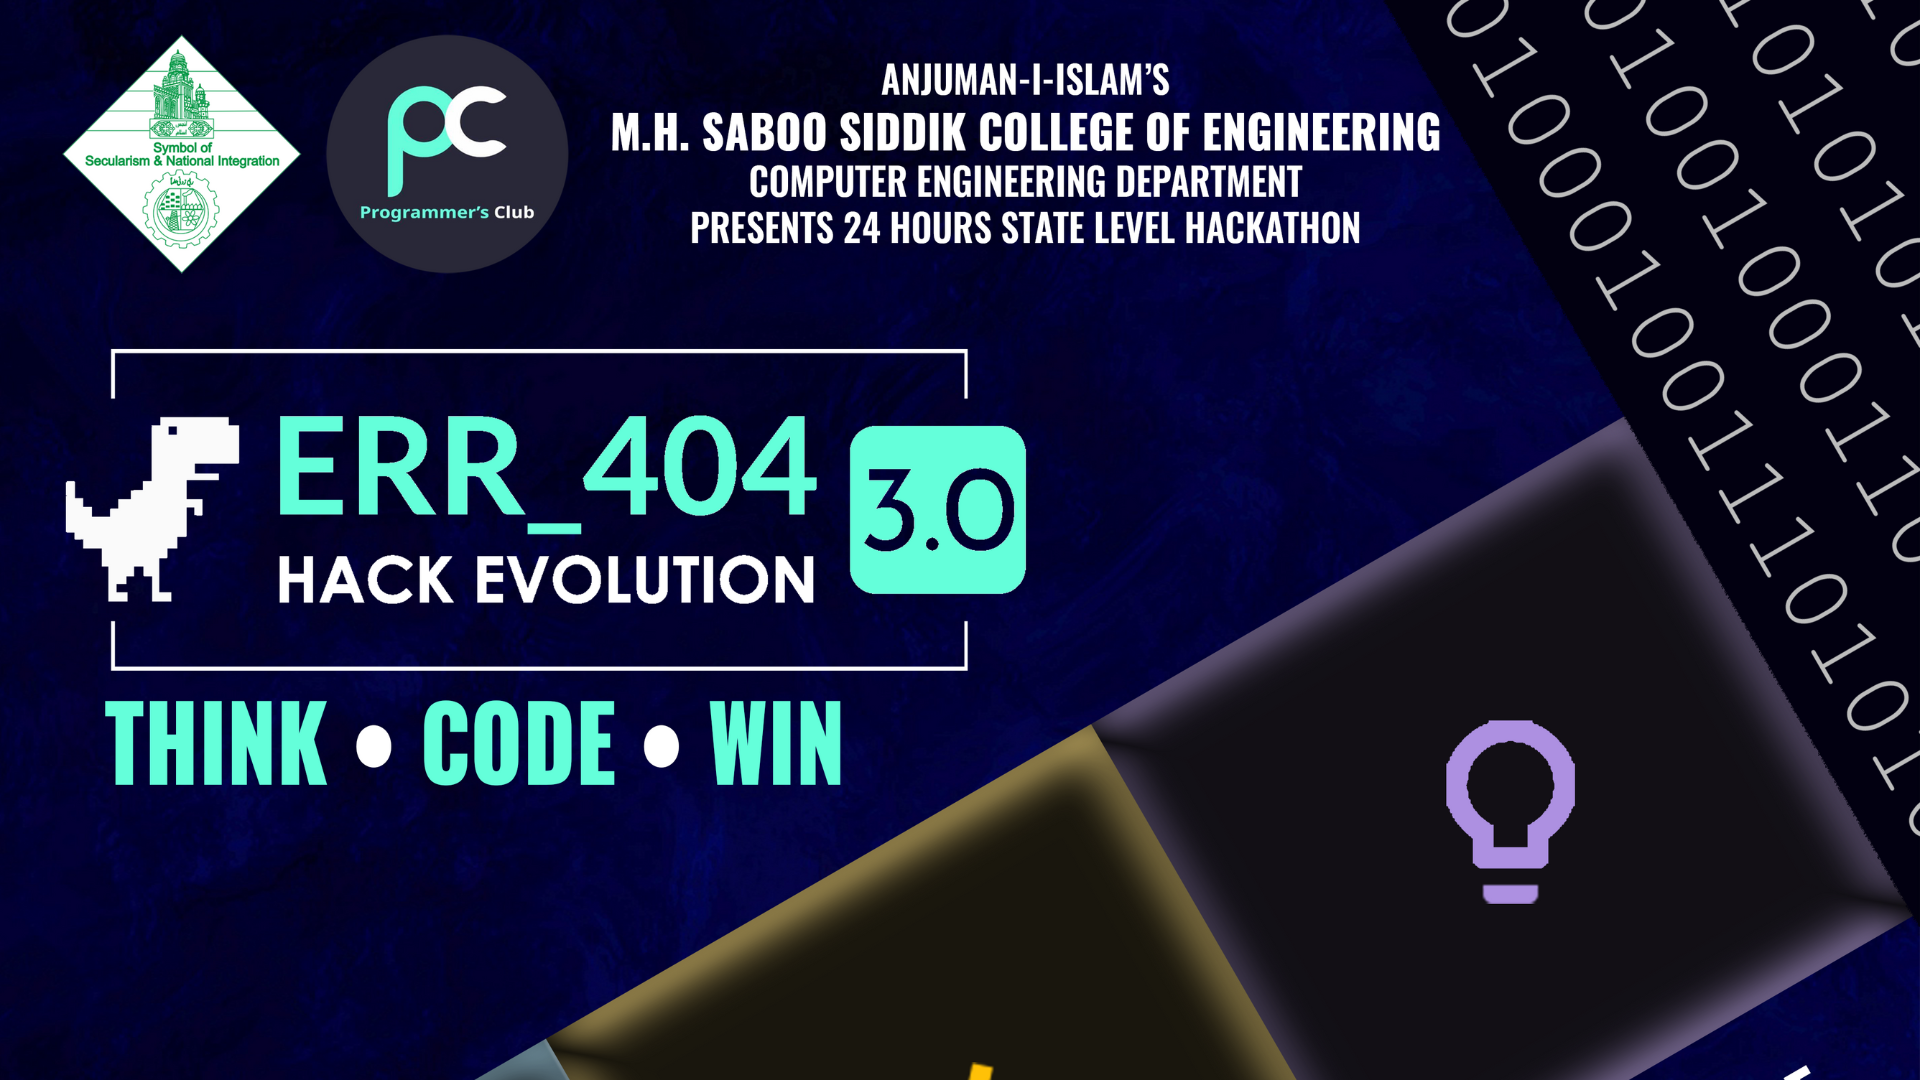 Symbol of
Secularism & National Integration
pc
Programmer’s Club
ANJUMAN-I-ISLAM’S
M.H. SABOO SIDDIK COLLEGE OF ENGINEERING
COMPUTER ENGINEERING DEPARTMENT
PRESENTS 24 HOURS STATE LEVEL HACKATHON
ERR_404
HACK EVOLUTION
3.0
THINK • CODE • WIN